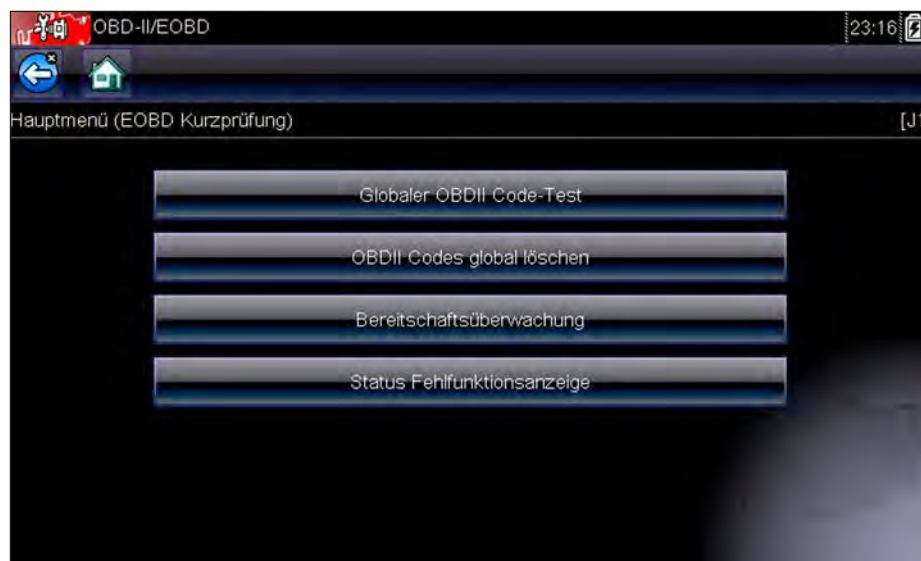 OBD-II/EOBD 23:16
Hauptmenü (EOBD Kurzprüfung) [J1
Globaler OBDII Code-Test
OBDII Codes global löschen
Bereitschaftsüberwachung
Status Fehlfunktionsanzeige